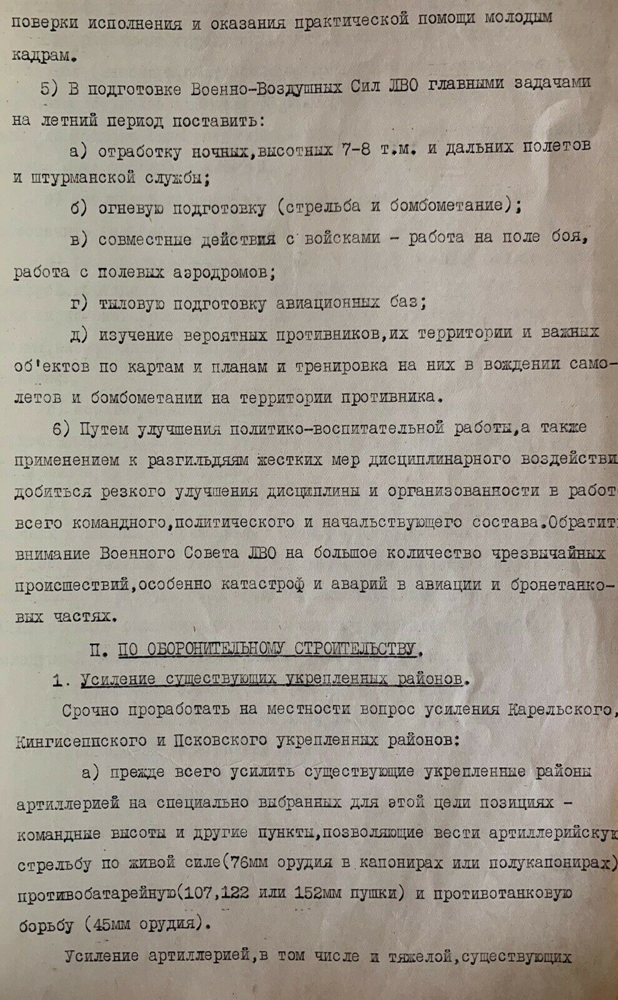 поверки исполнения и оказания практической помощи молодым
кадрам.
5) В подготовке Военно-Воздушных Сил ЛВО главными задачами
на летний период поставить:
а) отработку ночных,высотных 7-8 т.м. и дальних полетов
и штурманской службы;
б) огневую подготовку (стрельба и бомбометание);
в) совместные действия с войсками - работа на поле боя,
работа с полевых аэродромов;
г) тыловую подготовку авиационных баз;
д) изучение вероятных противников,их территории и важных
об'ектов по картам и планам и тренировка на них в вождении само-
летов и бомбометании на территории противника.
6) Путем улучшения политико-воспитательной работы,а также
применением к разгильдяям жестких мер дисциплинарного воздействи
добиться резкого улучшения дисциплины и организованности в работ
всего командного,политического и начальствующего состава.Обратить
внимание Военного Совета ЛВО на большое количество чрезвычайных
происшествий,особенно катастроф и аварий в авиации и бронетанко-
вых частях.
П. ПО ОБОРОНИТЕЛЬНОМУ СТРОИТЕЛЬСТВУ.
1. Усиление существующих укрепленных районов.
Срочно проработать на местности вопрос усиления Карельского,
Кингисеппского и Псковского укрепленных районов:
а) прежде всего усилить существующие укрепленные районы
артиллерией на специально выбранных для этой цели позициях -
командные высоты и другие пункты,позволяющие вести артиллерийскую
стрельбу по живой силе(76мм орудия в капонирах или полукапонирах)
противобатарейную(107,122 или 152мм пушки) и противотанковую
борьбу (45мм орудия).
Усиление артиллерией,в том числе и тяжелой,существующих